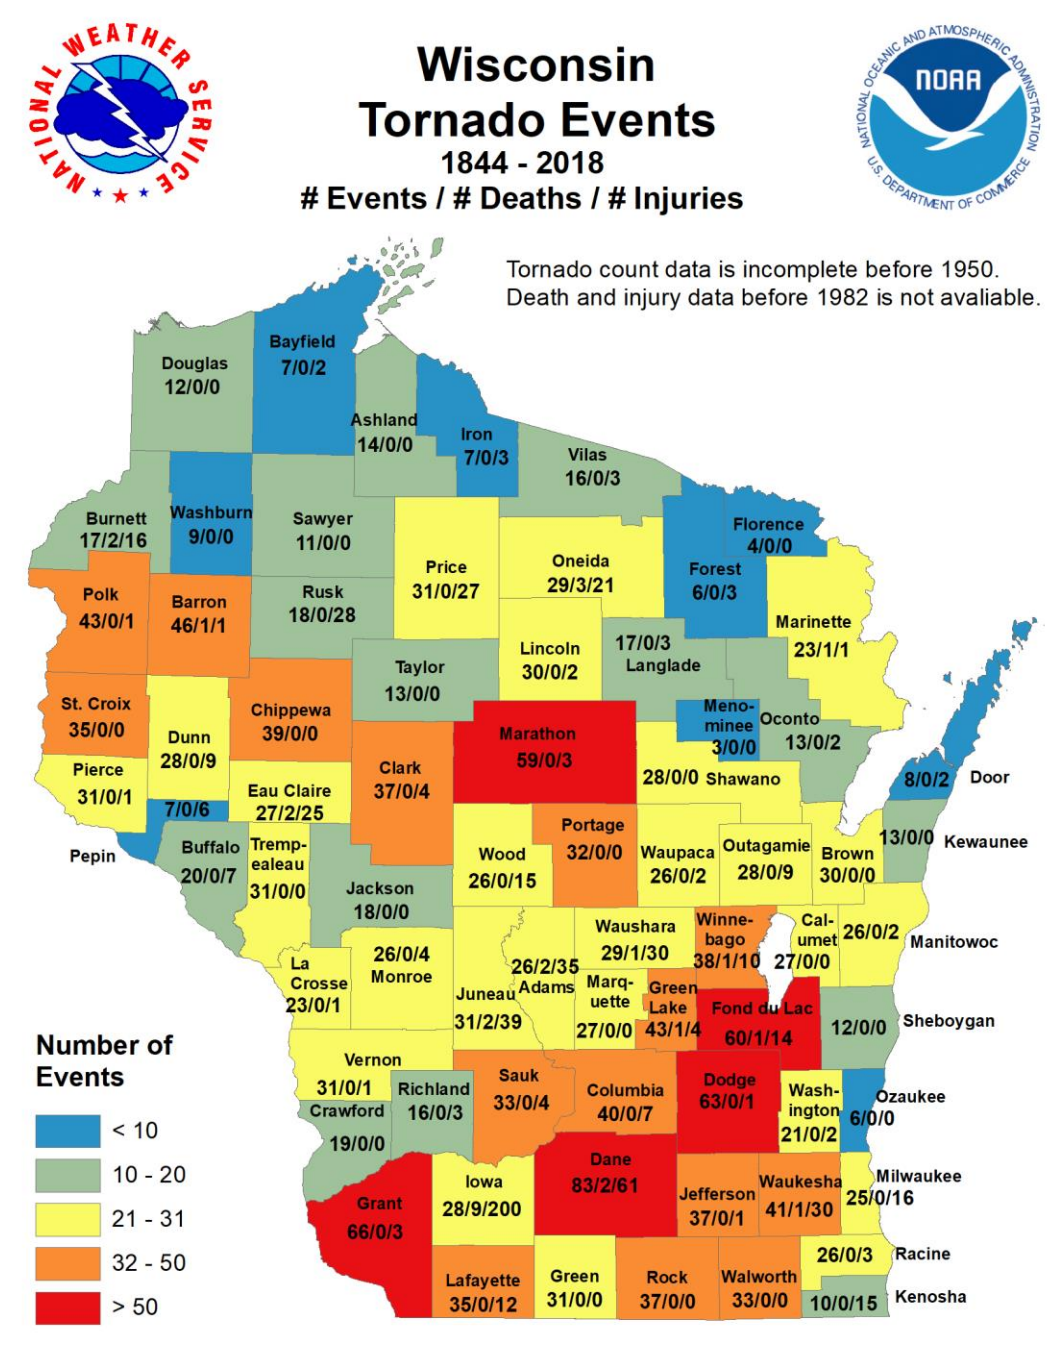 NATIONAL WEATHER SERVICE
Wisconsin
Tornado Events
1844 - 2018
# Events / # Deaths / # Injuries
NATIONAL OCEANIC AND ATMOSPHERIC ADMINISTRATION
NOAA
U.S. DEPARTMENT OF COMMERCE
Tornado count data is incomplete before 1950.
Death and injury data before 1982 is not avaliable.
Douglas
12/0/0
Bayfield
7/0/2
Ashland
14/0/0
Iron
7/0/3
Vilas
16/0/3
Burnett
17/2/16
Washburn
9/0/0
Sawyer
11/0/0
Price
31/0/27
Oneida
29/3/21
Florence
4/0/0
Forest
6/0/3
Polk
43/0/1
Barron
46/1/1
Rusk
18/0/28
Marinette
23/1/1
Taylor
13/0/0
Lincoln
30/0/2
17/0/3
Langlade
St. Croix
35/0/0
Dunn
28/0/9
Chippewa
39/0/0
Marathon
59/0/3
Meno-
minee
3/0/0
Oconto
13/0/2
Pierce
31/0/1
Eau Claire
27/2/25
Clark
37/0/4
28/0/0 Shawano
8/0/2
Door
7/0/6
Pepin
Buffalo
20/0/7
Tremp-
ealeau
31/0/0
Jackson
18/0/0
Wood
26/0/15
Portage
32/0/0
Waupaca
26/0/2
Outagamie
28/0/9
Brown
30/0/0
13/0/0
Kewaunee
La
Crosse
23/0/1
26/0/4
Monroe
Juneau
31/2/39
26/2/35
Adams
Waushara
29/1/30
Marq-
uette
27/0/0
Green
Lake
43/1/4
Winne-
bago
38/1/10
Cal-
umet
27/0/0
26/0/2
Manitowoc
Fond du Lac
60/1/14
12/0/0
Sheboygan
Vernon
31/0/1
Crawford
19/0/0
Richland
16/0/3
Sauk
33/0/4
Columbia
40/0/7
Dodge
63/0/1
Wash-
ington
21/0/2
Ozaukee
6/0/0
Grant
66/0/3
Iowa
28/9/200
Dane
83/2/61
Jefferson
37/0/1
Waukesha
41/1/30
Milwaukee
25/0/16
Lafayette
35/0/12
Green
31/0/0
Rock
37/0/0
Walworth
33/0/0
26/0/3
Racine
10/0/15
Kenosha
Number of
Events
< 10
10 - 20
21 - 31
32 - 50
> 50